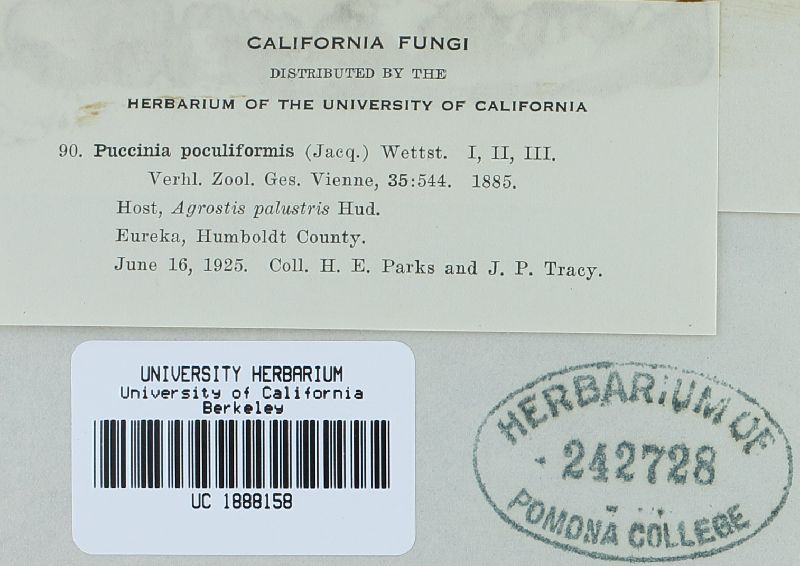 CALIFORNIA FUNGI
DISTRIBUTED BY THE
HERBARIUM OF THE UNIVERSITY OF CALIFORNIA
90. Puccinia poculiformis (Jacq.) Wettst. I, II, III.
Verhl. Zool. Ges. Vienne, 35:544. 1885.
Host, Agrostis palustris Hud.
Eureka, Humboldt County.
June 16, 1925. Coll. H. E. Parks and J. P. Tracy.
UNIVERSITY HERBARIUM
University of California
Berkeley
UC 1888158
HERBARIUM OF
242728
POMONA COLLEGE